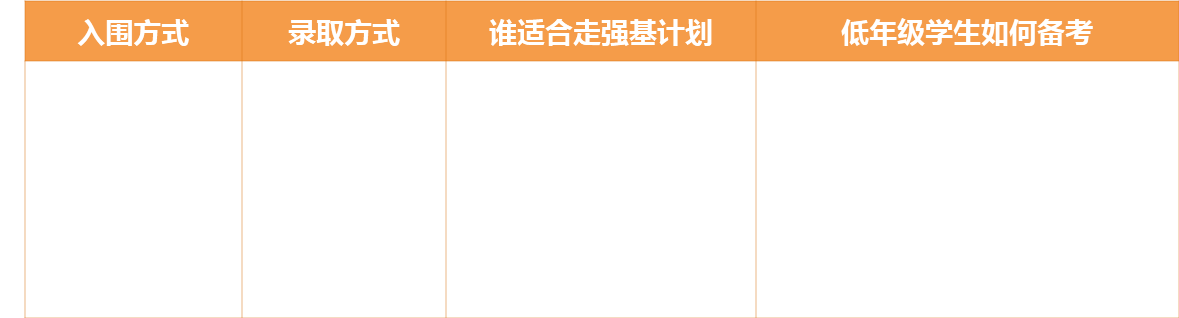 入围方式
录取方式
谁适合走强基计划
低年级学生如何备考